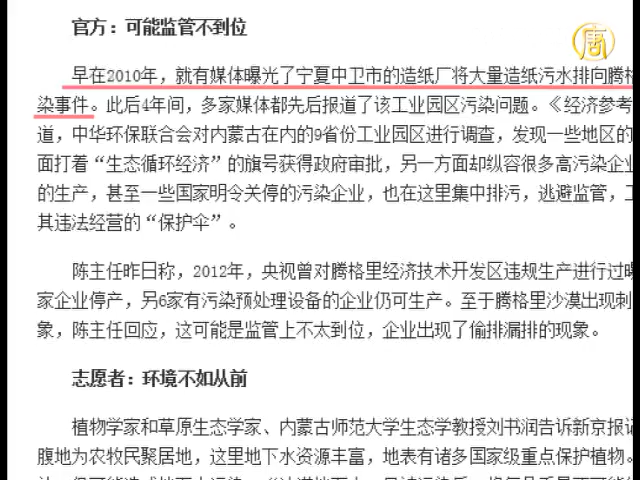 唐
官方：可能监管不到位
早在2010年，就有媒体曝光了宁夏中卫市的造纸厂将大量造纸污水排向腾格
染事件。此后4年间，多家媒体都先后报道了该工业园区污染问题。《经济参考
道，中华环保联合会对内蒙古在内的9省份工业园区进行调查，发现一些地区的
面打着“生态循环经济”的旗号获得政府审批，另一方面却纵容很多高污染企业
的生产，甚至一些国家明令关停的污染企业，也在这里集中排污，逃避监管，工
其违法经营的“保护伞”。
陈主任昨日称，2012年，央视曾对腾格里经济技术开发区违规生产进行过曝
家企业停产，另6家有污染预处理设备的企业仍可生产。至于腾格里沙漠出现刺
象，陈主任回应，这可能是监管上不太到位，企业出现了偷排漏排的现象。
志愿者：环境不如从前
植物学家和草原生态学家、内蒙古师范大学生态学教授刘书润告诉新京报记
腹地为农牧民聚居地，这里地下水资源丰富，地表有诸多国家级重点保护植物。